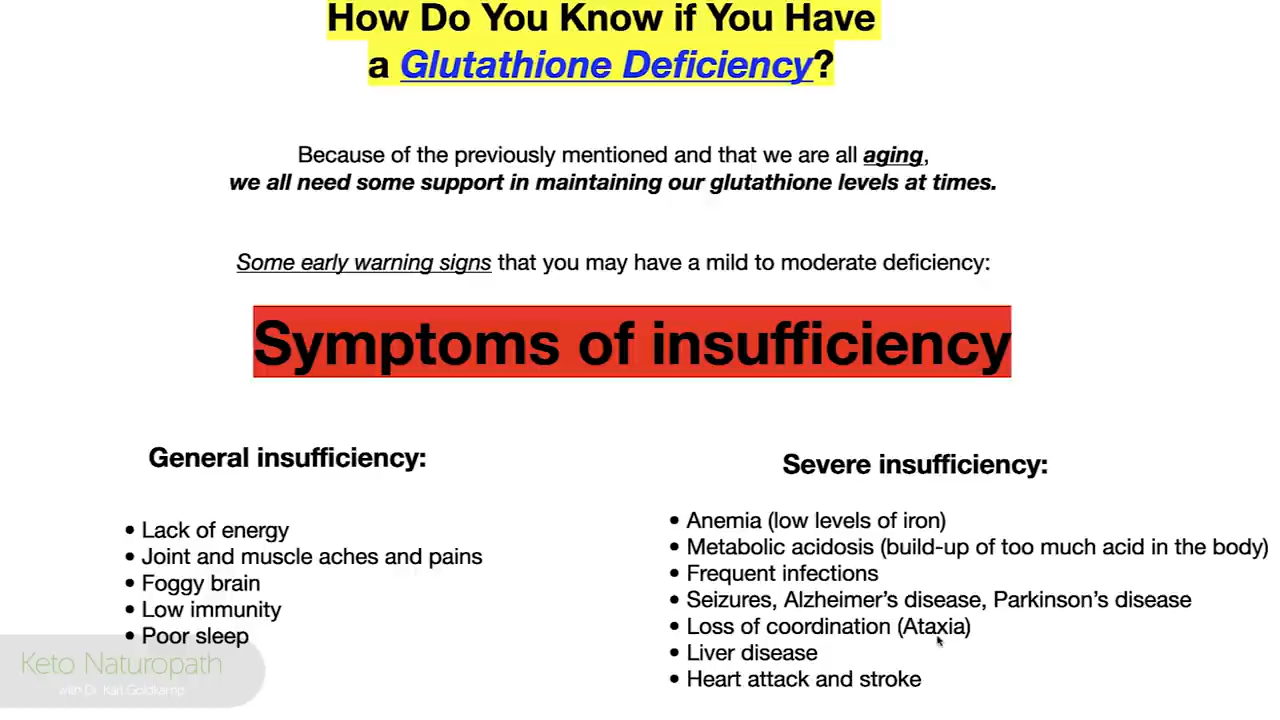 How Do You Know if You Have
a Glutathione Deficiency?
Because of the previously mentioned and that we are all aging,
we all need some support in maintaining our glutathione levels at times.
Some early warning signs that you may have a mild to moderate deficiency:
Symptoms of insufficiency
General insufficiency:
• Lack of energy
• Joint and muscle aches and pains
• Foggy brain
• Low immunity
• Poor sleep
Severe insufficiency:
• Anemia (low levels of iron)
• Metabolic acidosis (build-up of too much acid in the body)
• Frequent infections
• Seizures, Alzheimer’s disease, Parkinson’s disease
• Loss of coordination (Ataxia)
• Liver disease
• Heart attack and stroke
Keto Naturopath
with Dr. Karl Goldkamp